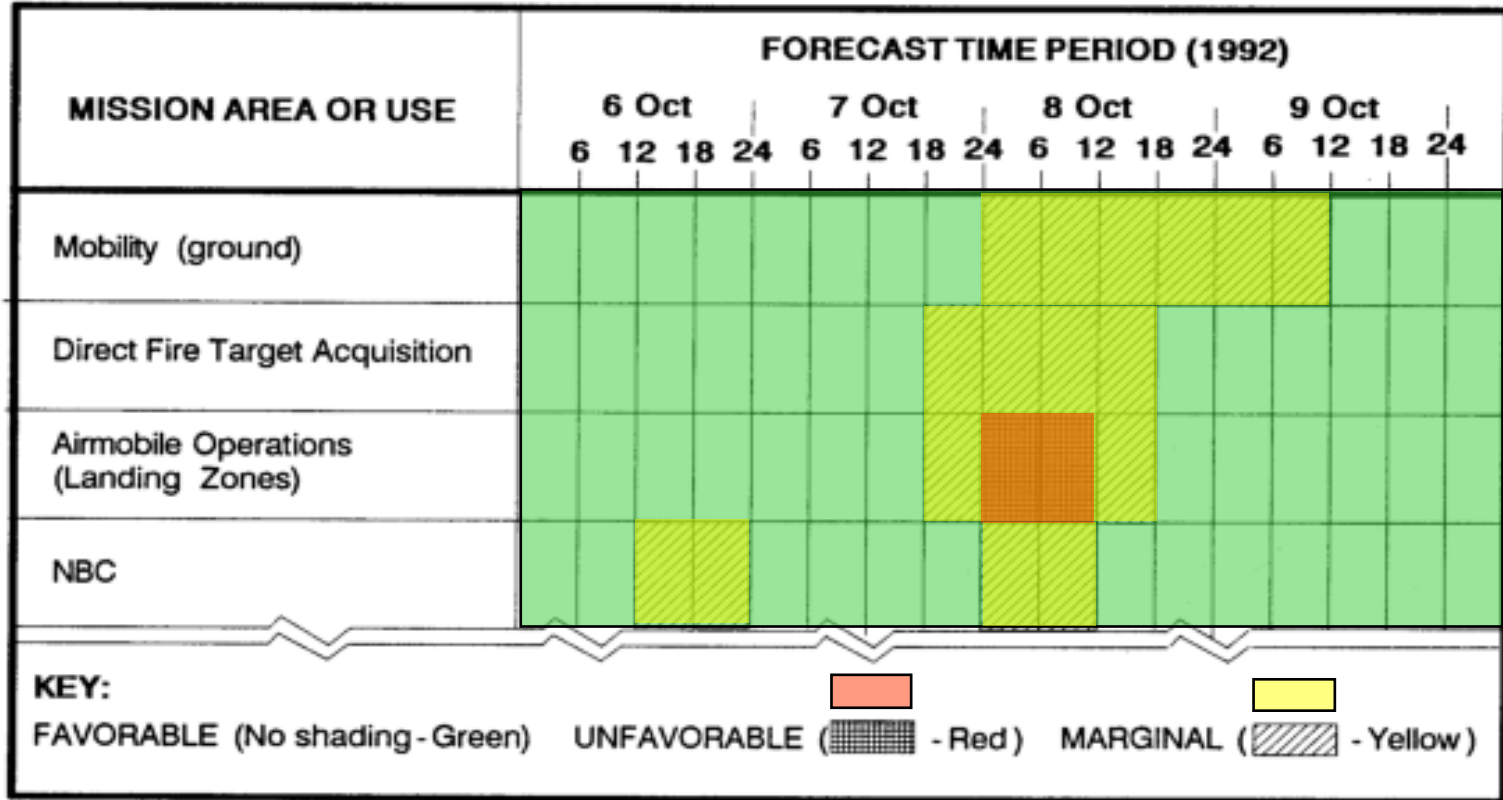 FORECAST TIME PERIOD (1992)
MISSION AREA OR USE
6 Oct 7 Oct 8 Oct 9 Oct
6 12 18 24 6 12 18 24 6 12 18 24 6 12 18 24
Mobility (ground)
Direct Fire Target Acquisition
Airmobile Operations
(Landing Zones)
NBC
KEY:
FAVORABLE (No shading - Green) UNFAVORABLE ( - Red ) MARGINAL ( - Yellow )